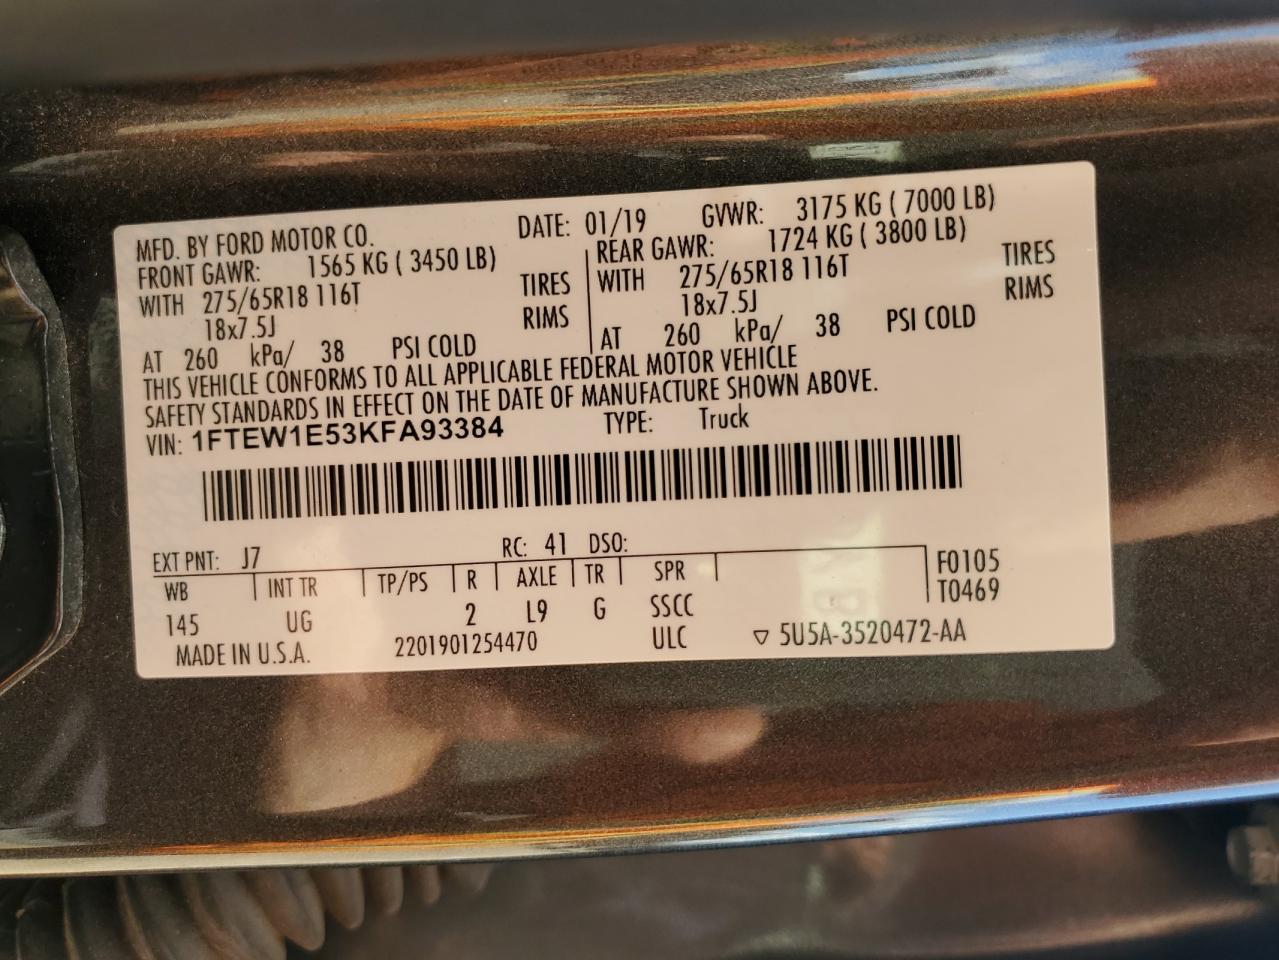 MFD. BY FORD MOTOR CO. DATE: 01/19 GVWR: 3175 KG ( 7000 LB)
FRONT GAWR: 1565 KG ( 3450 LB) REAR GAWR: 1724 KG ( 3800 LB)
WITH 275/65R18 116T TIRES WITH 275/65R18 116T TIRES
18x7.5J RIMS 18x7.5J RIMS
AT 260 kPa/ 38 PSI COLD AT 260 kPa/ 38 PSI COLD
THIS VEHICLE CONFORMS TO ALL APPLICABLE FEDERAL MOTOR VEHICLE
SAFETY STANDARDS IN EFFECT ON THE DATE OF MANUFACTURE SHOWN ABOVE.
VIN: 1FTEW1E53KFA93384 TYPE: Truck
EXT PNT: J7 RC: 41 DSO:
WB INT TR TP/PS R AXLE TR SPR F0105
145 UG 2 L9 G SSCC T0469
MADE IN U.S.A. 2201901254470 ULC ▽ 5U5A-3520472-AA